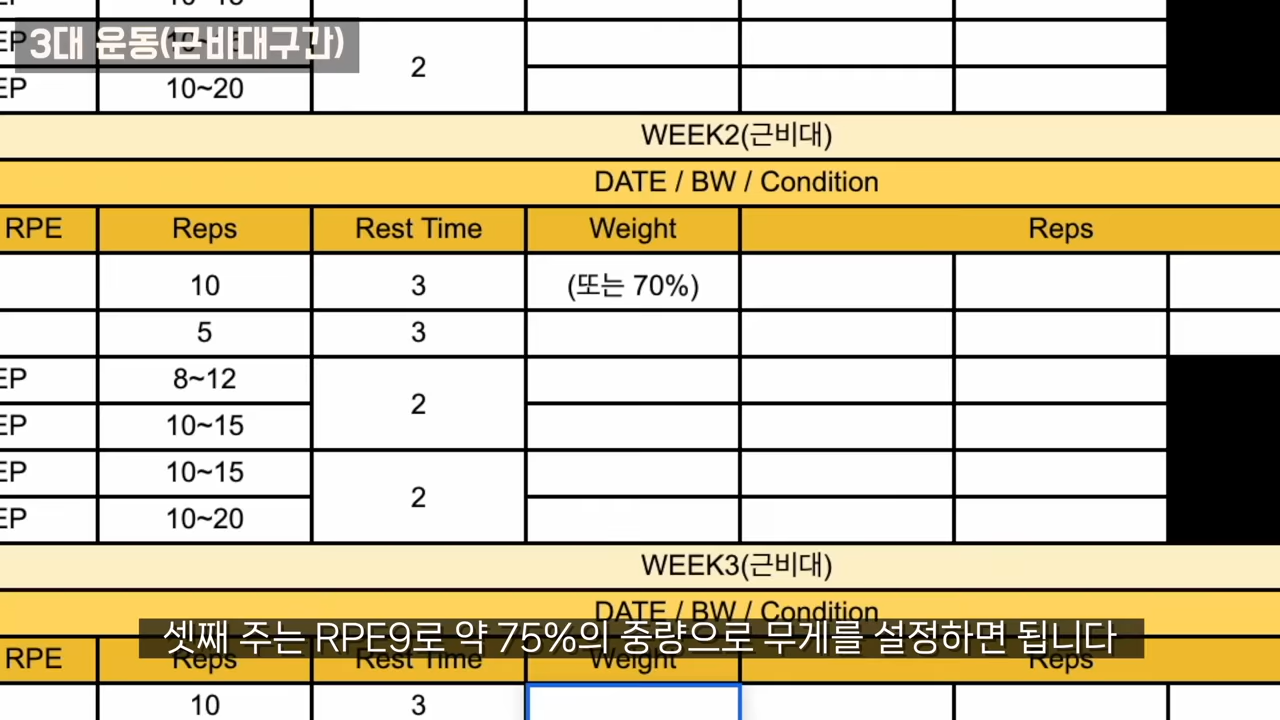 3대 운동(근비대구간)
2
EP 10~20
WEEK2(근비대)
DATE / BW / Condition
RPE Reps Rest Time Weight Reps
10 3 (또는 70%)
5 3
EP 8~12
2
EP 10~15
EP 10~15
2
EP 10~20
WEEK3(근비대)
DATE / BW / Condition
셋째 주는 RPE9로 약 75%의 중량으로 무게를 설정하면 됩니다
RPE Reps Rest Time Weight Reps
10 3